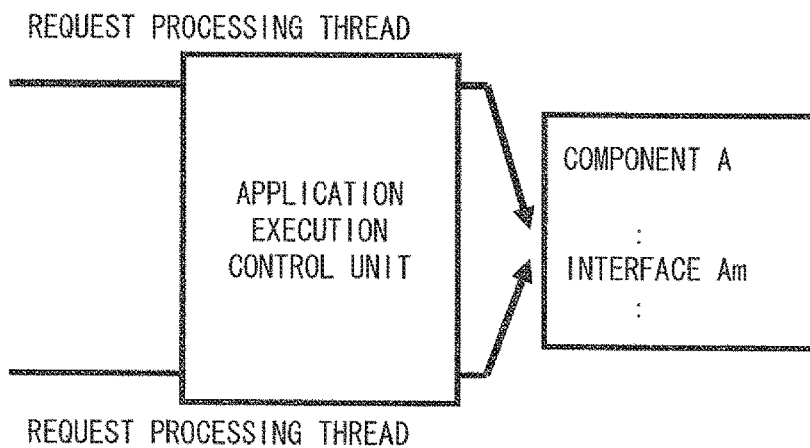 REQUEST PROCESSING THREAD
APPLICATION
EXECUTION
CONTROL UNIT
COMPONENT A
:
INTERFACE Am
:
REQUEST PROCESSING THREAD